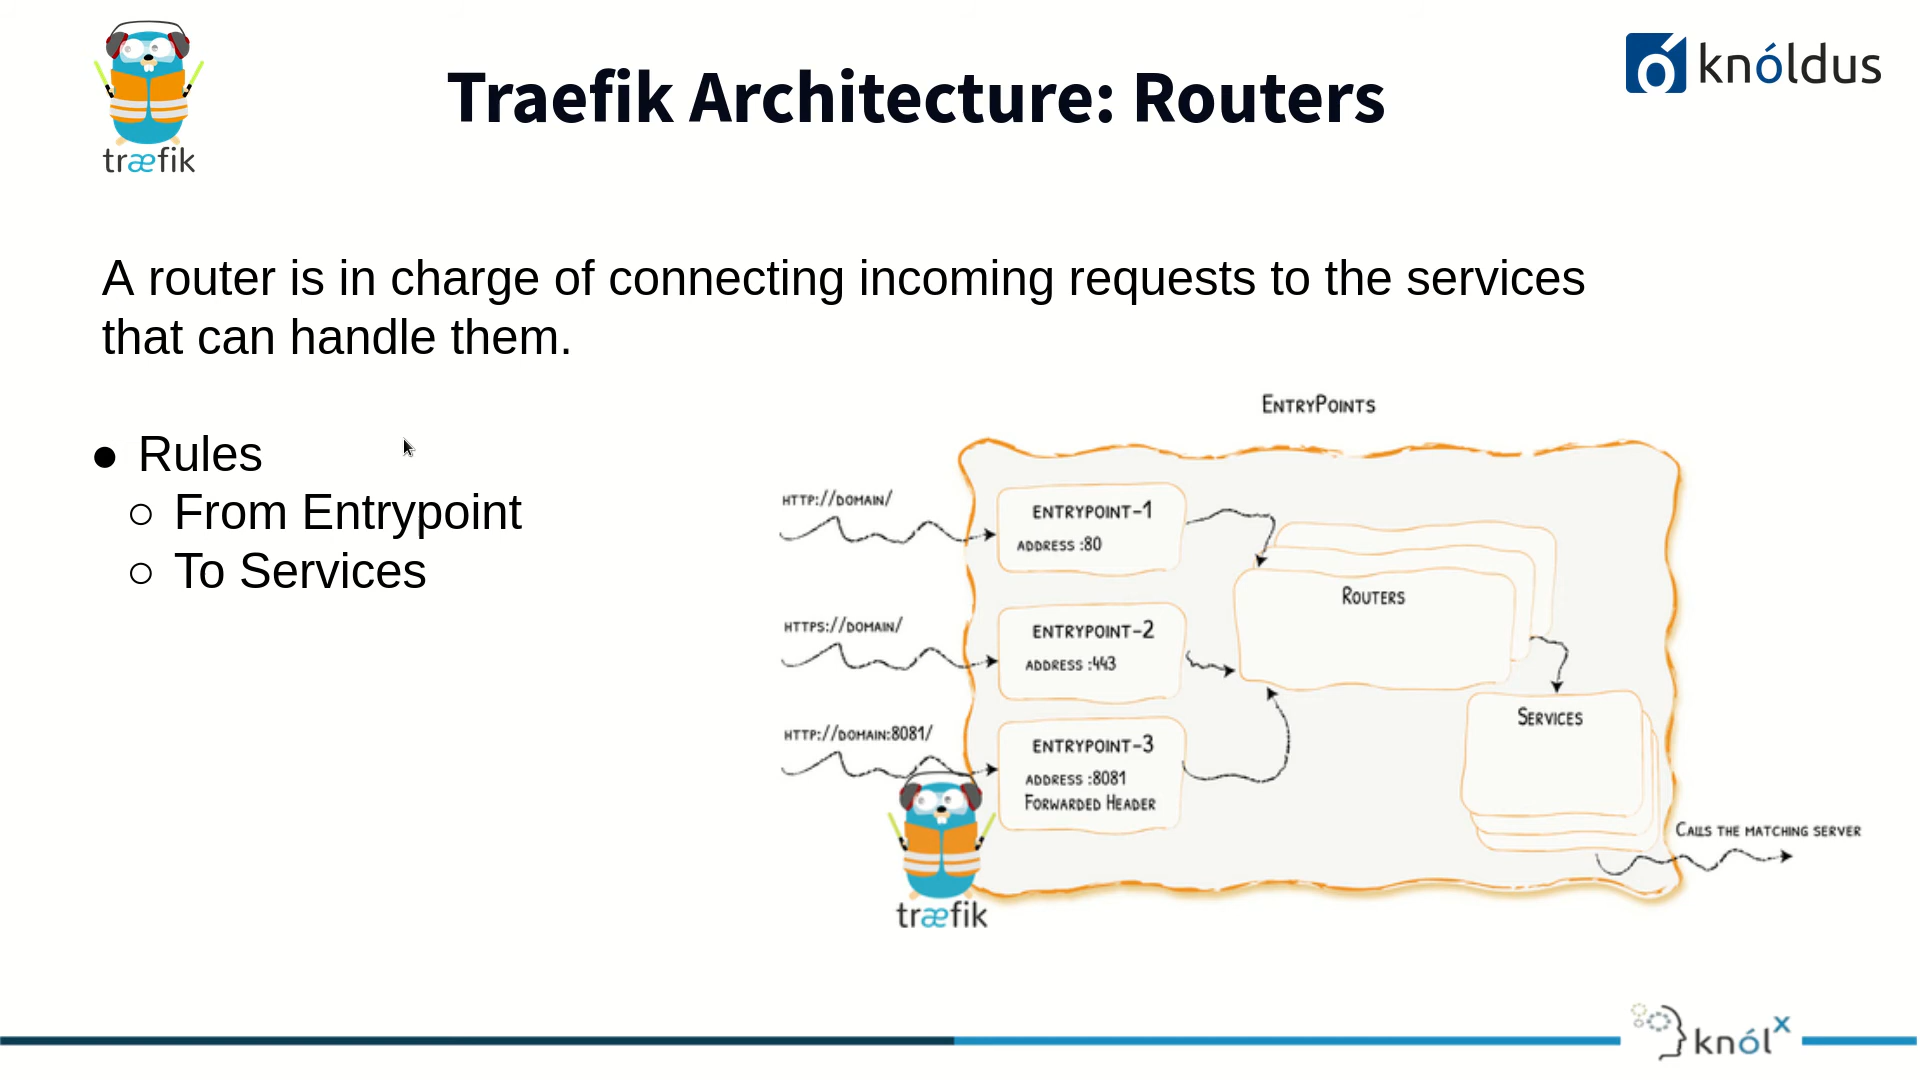 træfik
Traefik Architecture: Routers
knóldus
A router is in charge of connecting incoming requests to the services
that can handle them.
● Rules
○ From Entrypoint
○ To Services
EntryPoints
HTTP://DOMAIN/
ENTRYPOINT-1
ADDRESS :80
Routers
HTTPS://DOMAIN/
ENTRYPOINT-2
ADDRESS :443
HTTP://DOMAIN:8081/
ENTRYPOINT-3
ADDRESS :8081
Forwarded Header
Services
Calls the matching server
træfik
knólx